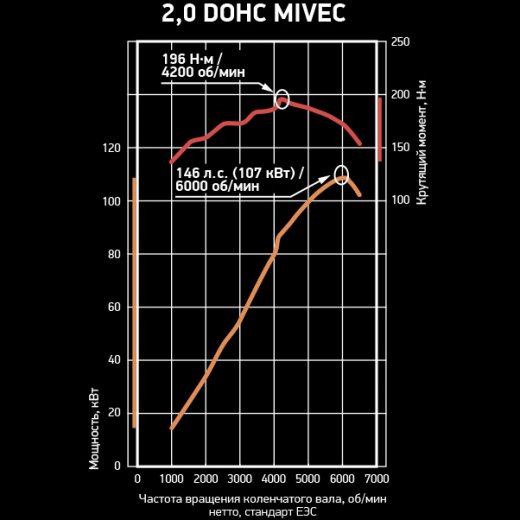 2,0 DOHC MIVEC
196 Н·м /
4200 об/мин
146 л.с. (107 кВт) /
6000 об/мин
250
200
150
100
Крутящий момент, Н·м
120
100
80
60
40
20
0
Мощность, кВт
0 1000 2000 3000 4000 5000 6000 7000
Частота вращения коленчатого вала, об/мин
нетто, стандарт ЕЭС